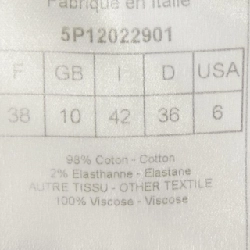 Fabriqué en Italie
5P12022901
F GB I D USA
38 10 42 36 6
98% Coton - Cotton
2% Elasthanne - Elastane
AUTRE TISSU - OTHER TEXTILE
100% Viscose - Viscose